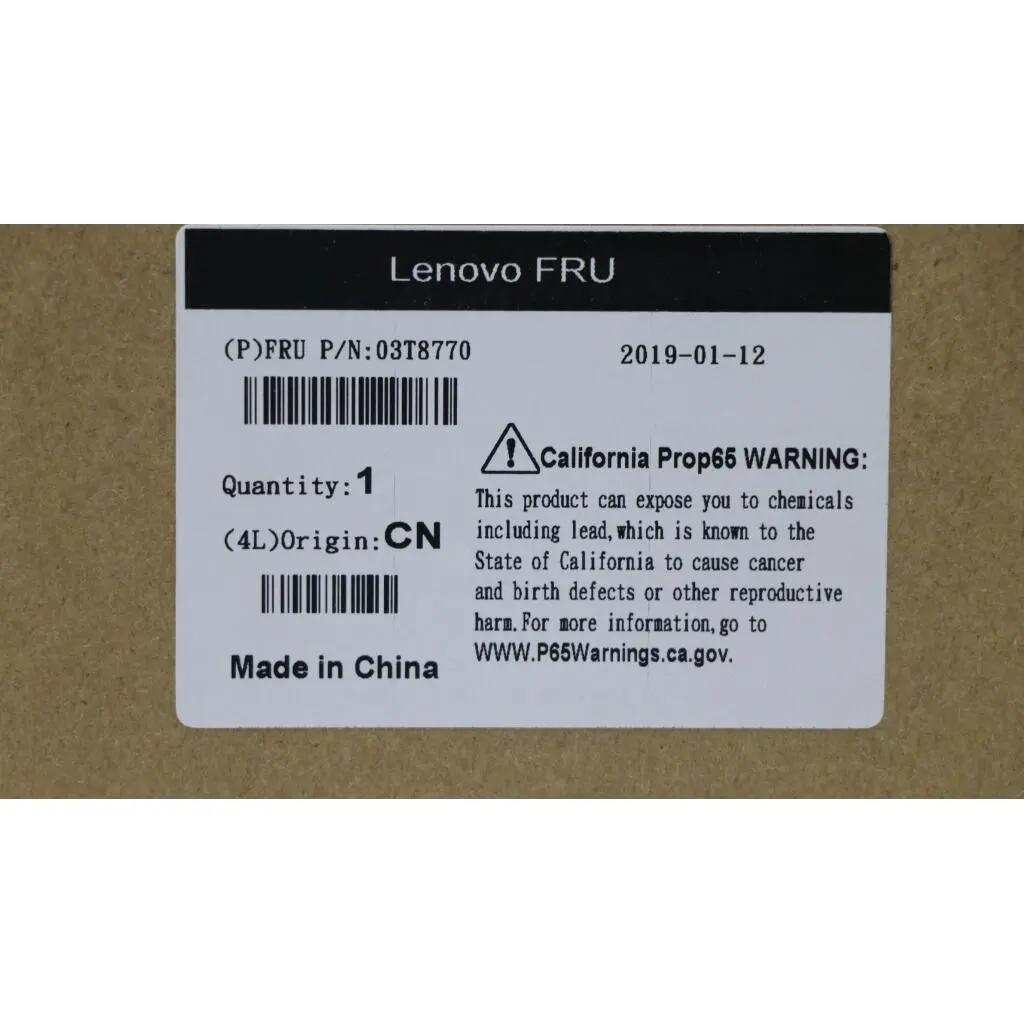 Lenovo FRU
(P)FRU P/N:03T8770
2019-01-12
Quantity:1
(4L)Origin:CN
Made in China
California Prop65 WARNING:
This product can expose you to chemicals
including lead,which is known to the
State of California to cause cancer
and birth defects or other reproductive
harm.For more information,go to
WWW.P65Warnings.ca.gov.